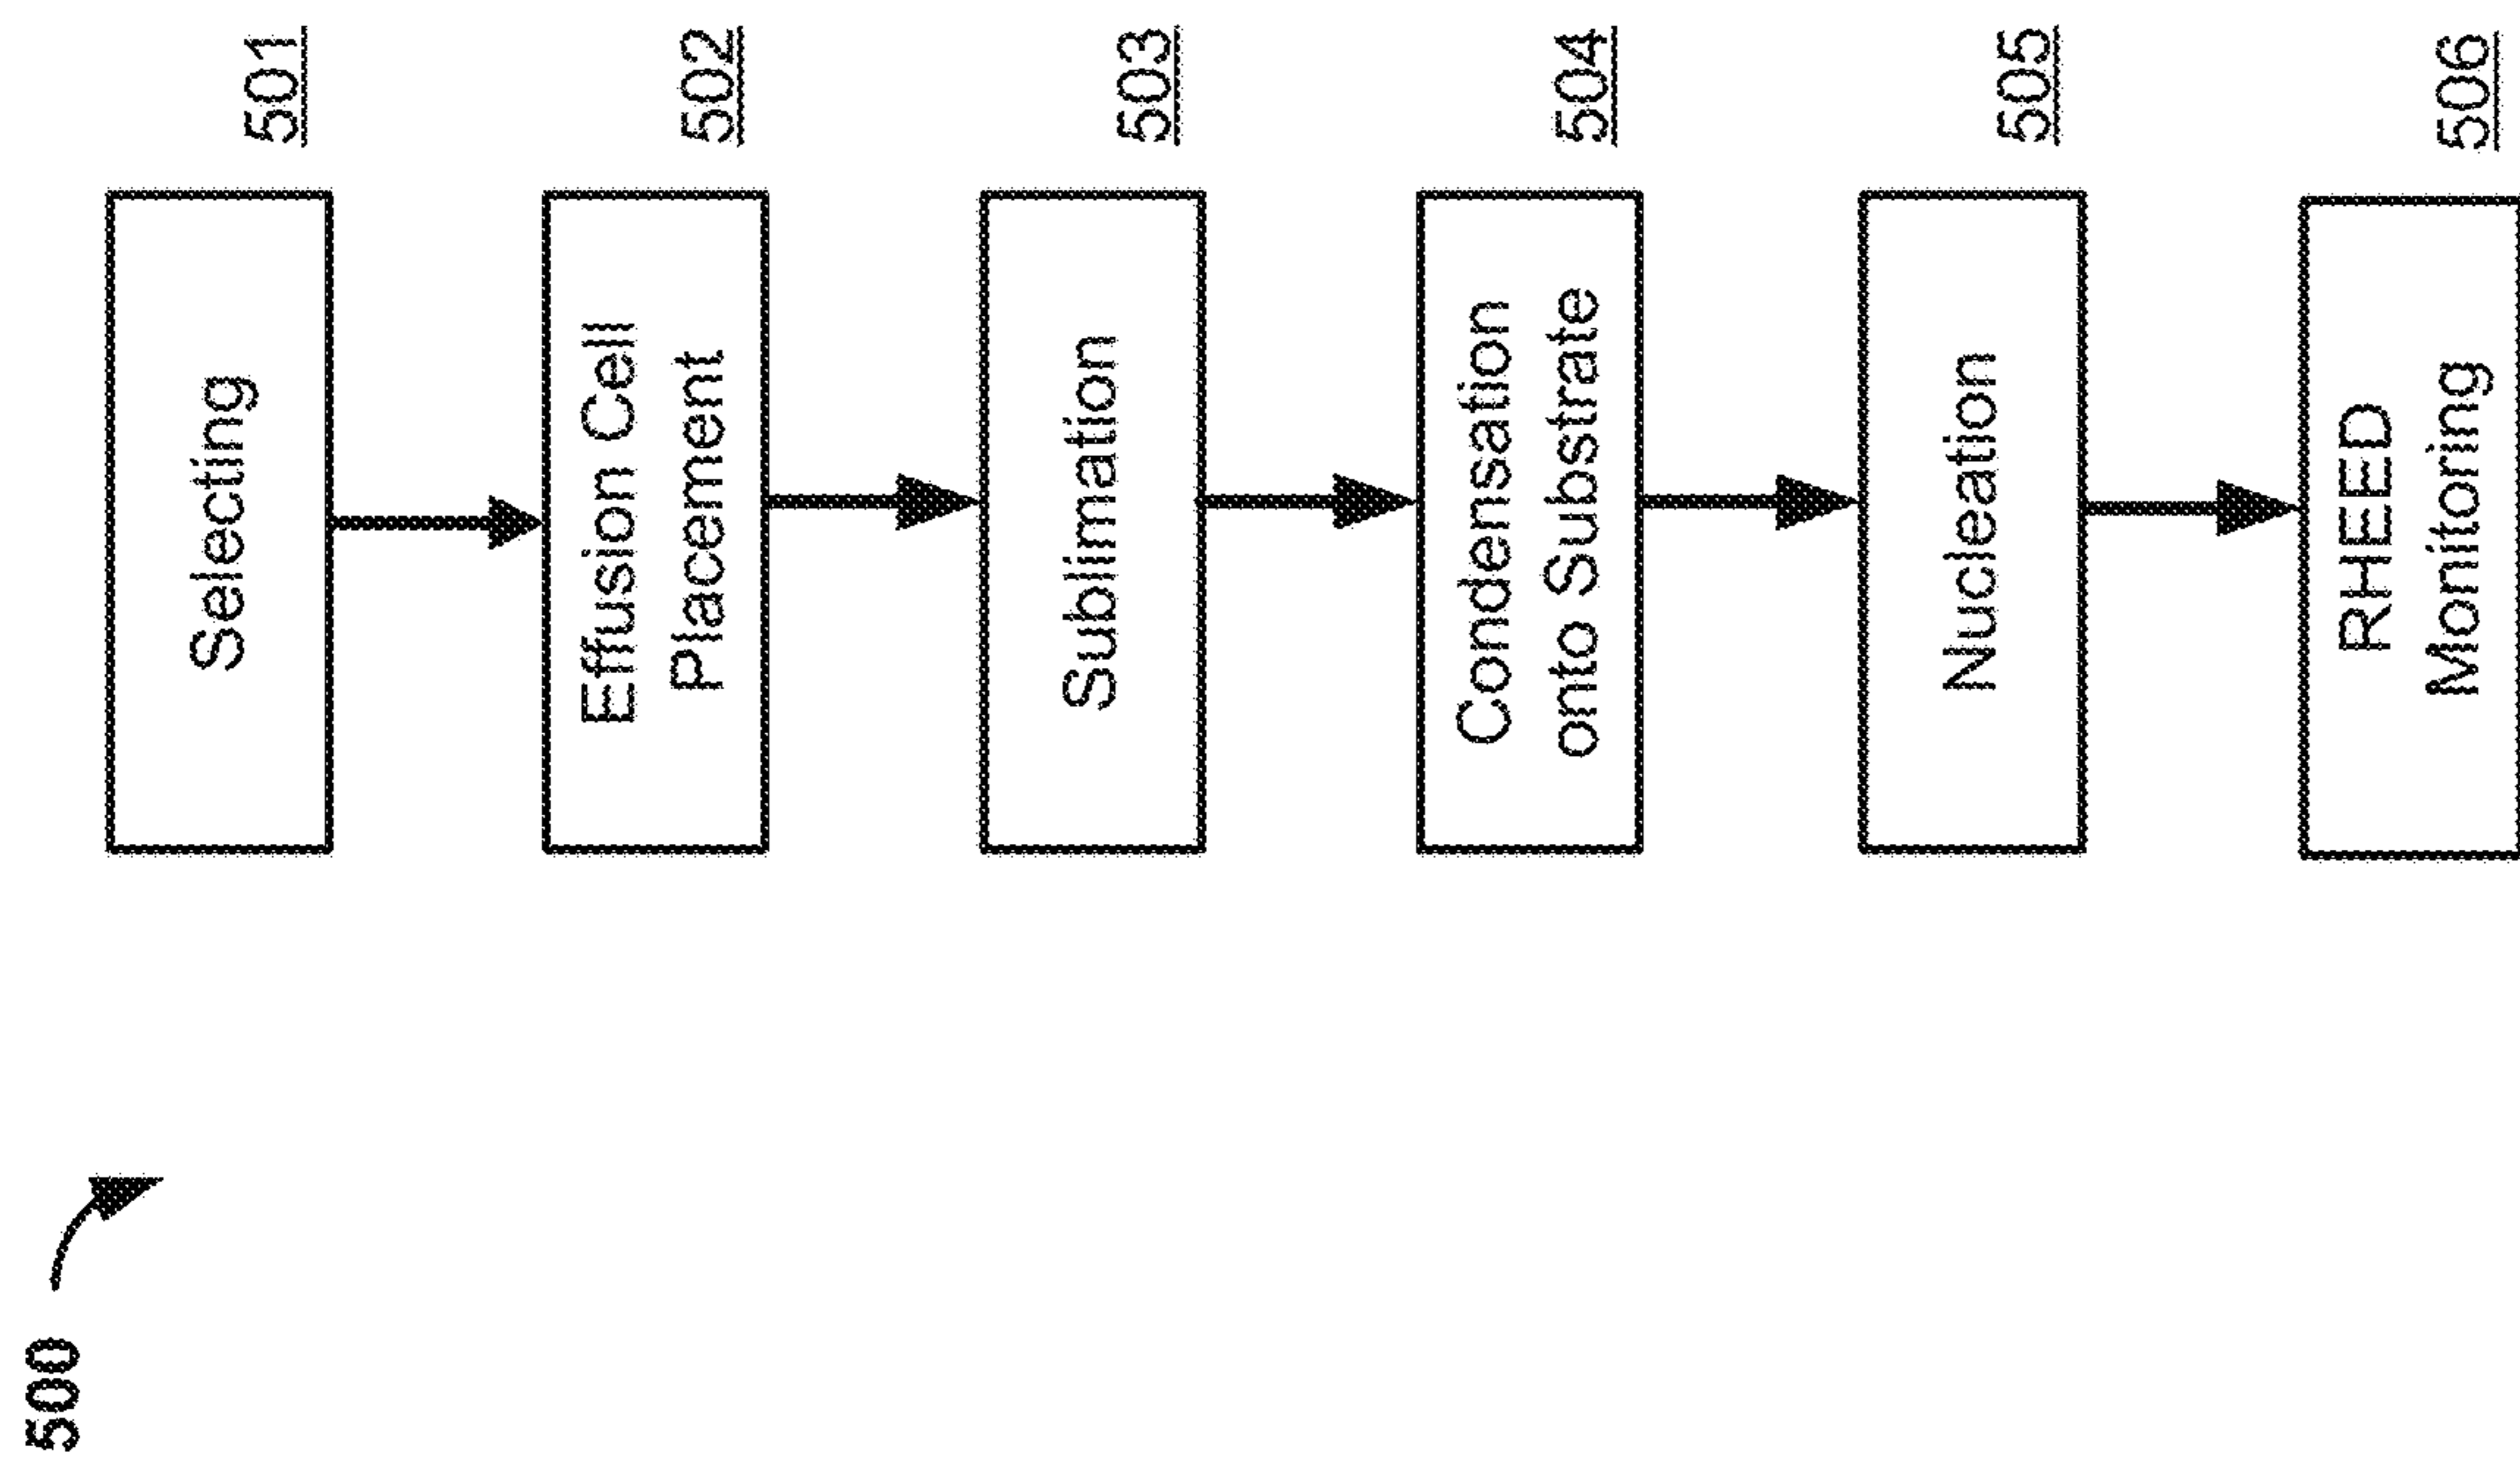 500
Selecting
501
Effusion Cell
Placement
502
Sublimation
503
Condensation
onto Substrate
504
Nucleation
505
RHEED
Monitoring
506